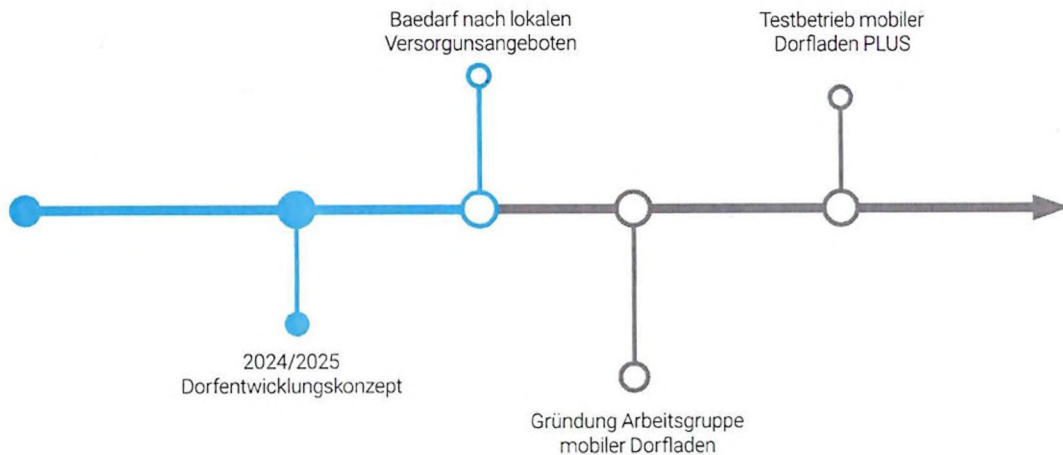 Baedarf nach lokalen
Versorgunsangeboten
Testbetrieb mobiler
Dorfladen PLUS
2024/2025
Dorfentwicklungskonzept
Gründung Arbeitsgruppe
mobiler Dorfladen